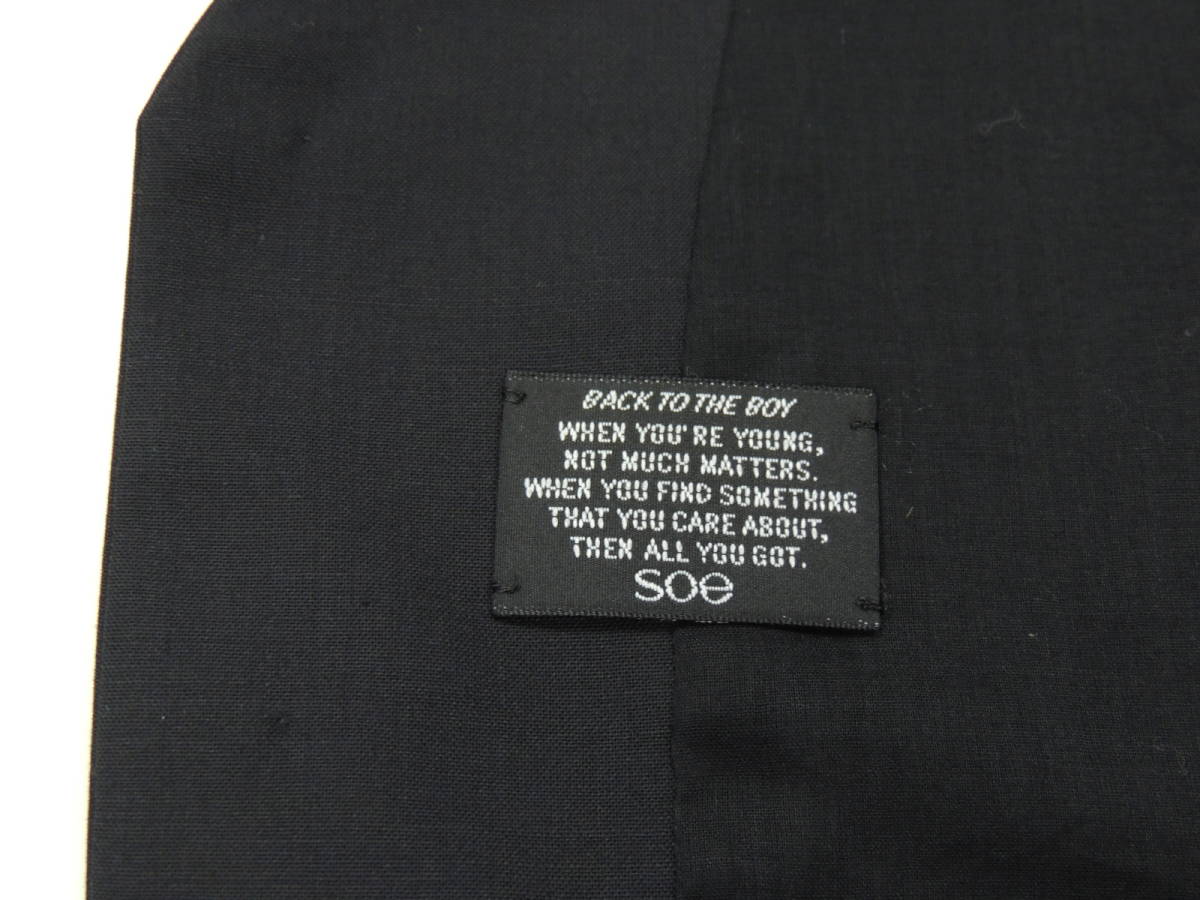 BACK TO THE BOY
WHEN YOU'RE YOUNG,
NOT MUCH MATTERS.
WHEN YOU FIND SOMETHING
THAT YOU CARE ABOUT,
THEN ALL YOU GOT.
soe